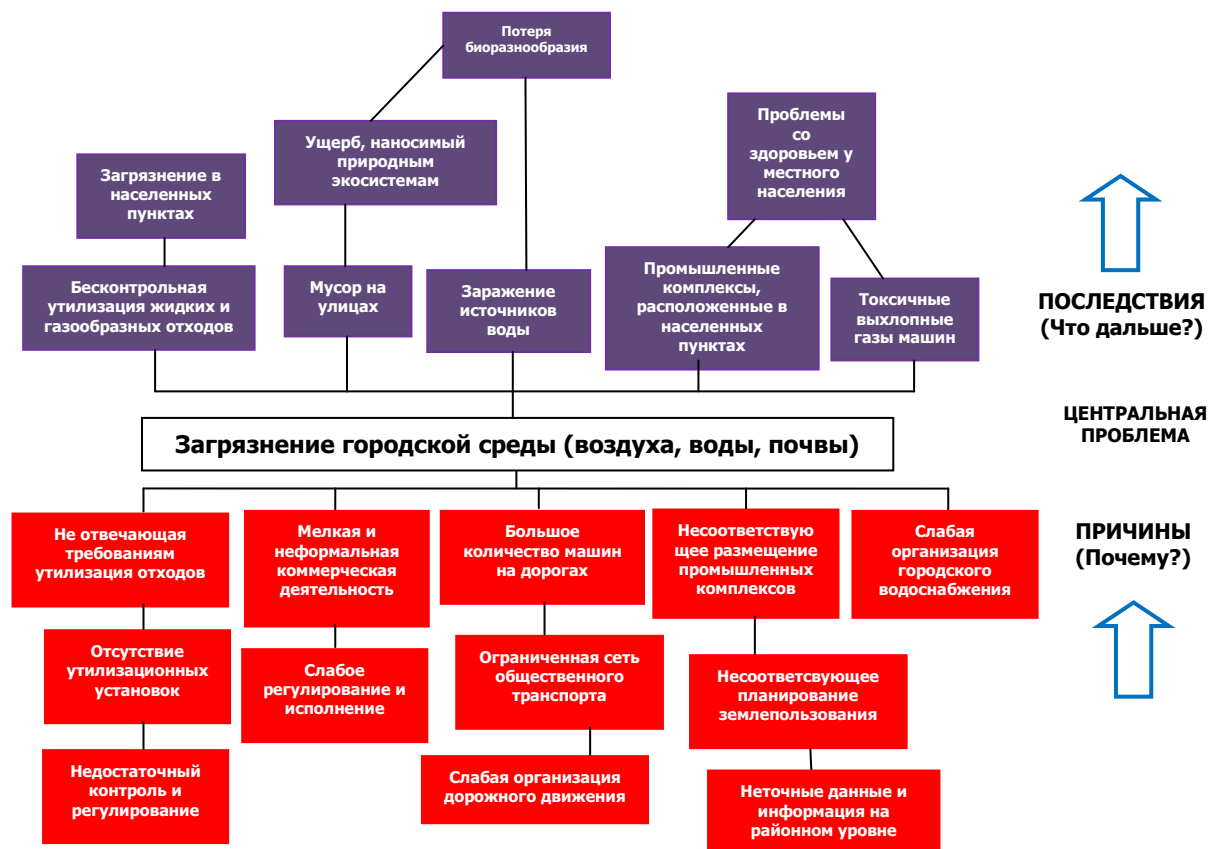 Потеря
биоразнообразия
Проблемы
со
здоровьем у
местного
населения
Ущерб, наносимый
природным
экосистемам
Загрязнение в
населенных
пунктах
Бесконтрольная
утилизация жидких и
газообразных отходов
Мусор на
улицах
Заражение
источников
воды
Промышленные
комплексы,
расположенные в
населенных
пунктах
Токсичные
выхлопные
газы машин
ПОСЛЕДСТВИЯ
(Что дальше?)
ЦЕНТРАЛЬНАЯ
ПРОБЛЕМА
Загрязнение городской среды (воздуха, воды, почвы)
Не отвечающая
требованиям
утилизация отходов
Мелкая и
неформальная
коммерческая
деятельность
Большое
количество машин
на дорогах
Несоответствую
щее размещение
промышленных
комплексов
Слабая
организация
городского
водоснабжения
ПРИЧИНЫ
(Почему?)
Отсутствие
утилизационных
установок
Слабое
регулирование и
исполнение
Ограниченная сеть
общественного
транспорта
Несоответсвующее
планирование
землепользования
Недостаточный
контроль и
регулирование
Слабая организация
дорожного движения
Неточные данные и
информация на
районном уровне